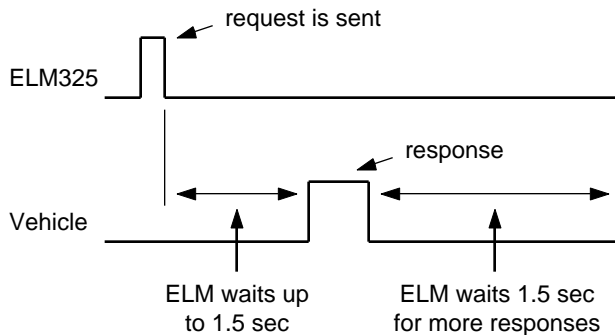 request is sent
ELM325
response
Vehicle
ELM waits up
to 1.5 sec
ELM waits 1.5 sec
for more responses